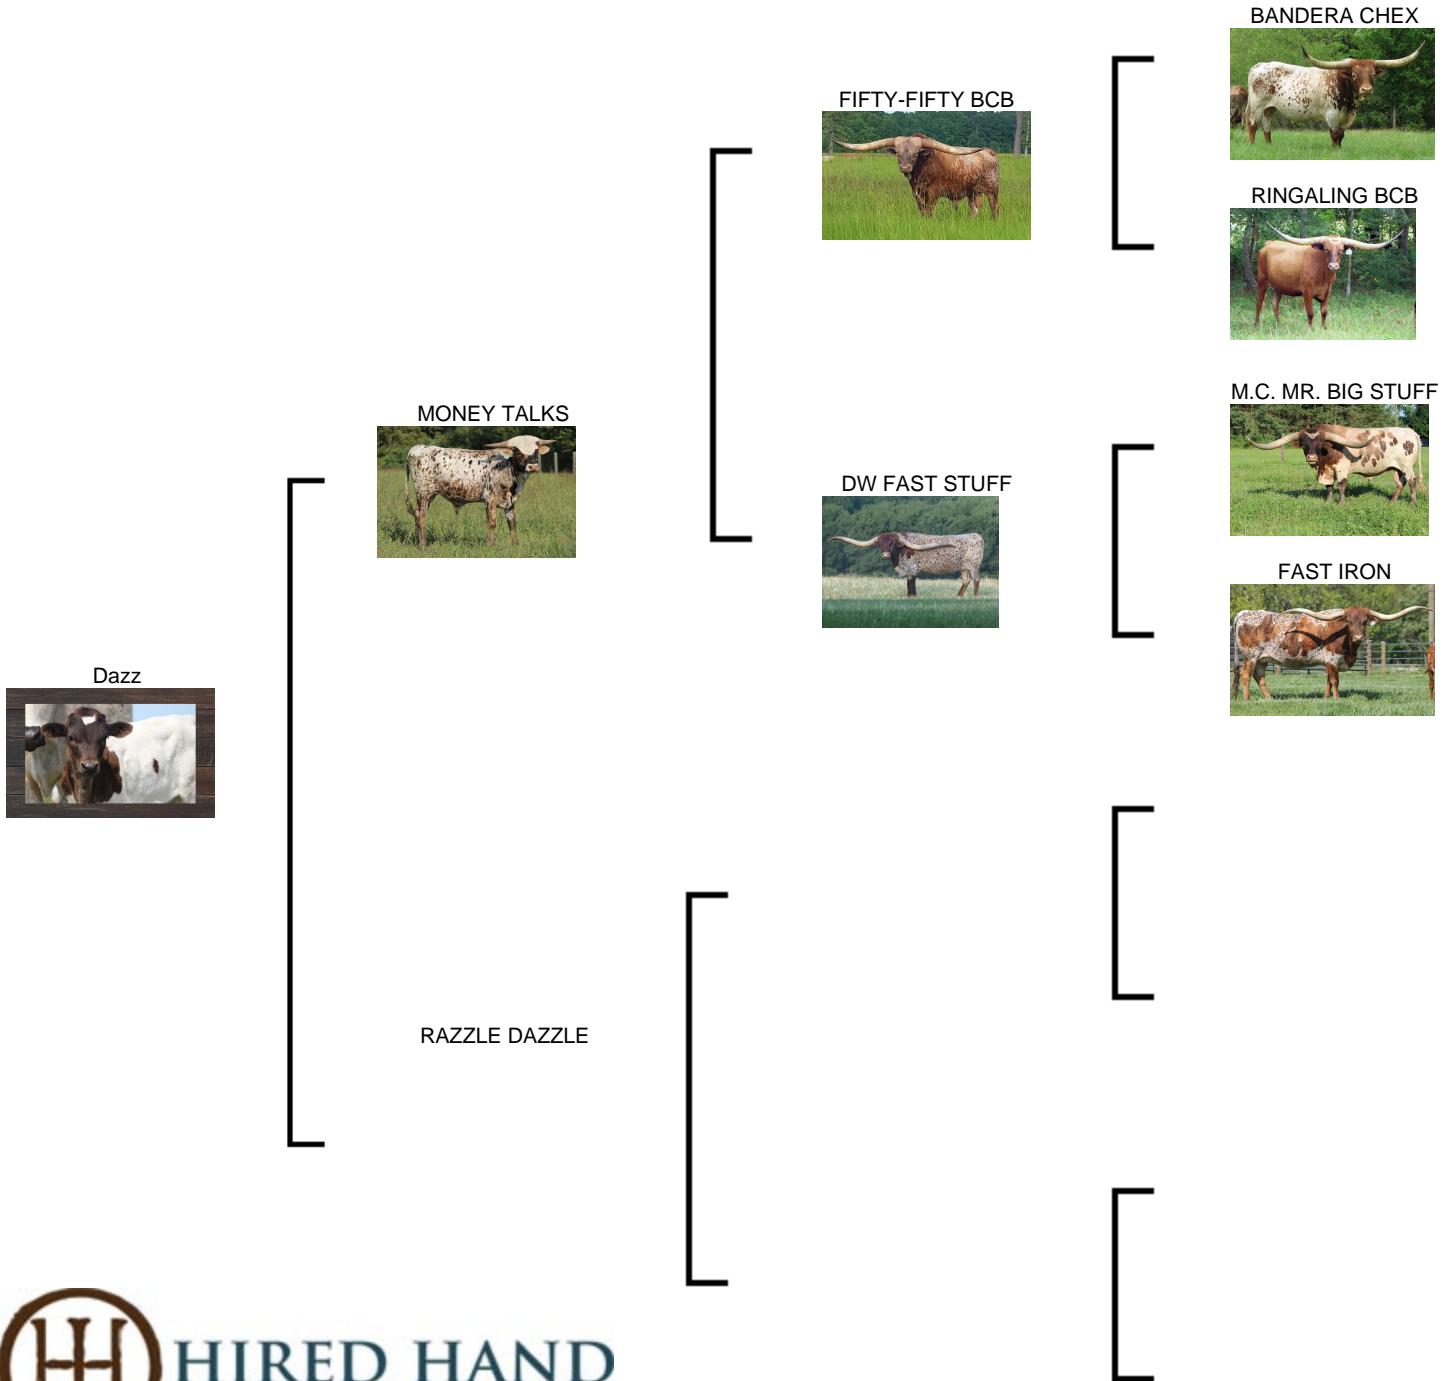 BANDERA CHEX
FIFTY-FIFTY BCB
RINGALING BCB
M.C. MR. BIG STUFF
MONEY TALKS
DW FAST STUFF
FAST IRON
Dazz
RAZZLE DAZZLE
HIRED HAND